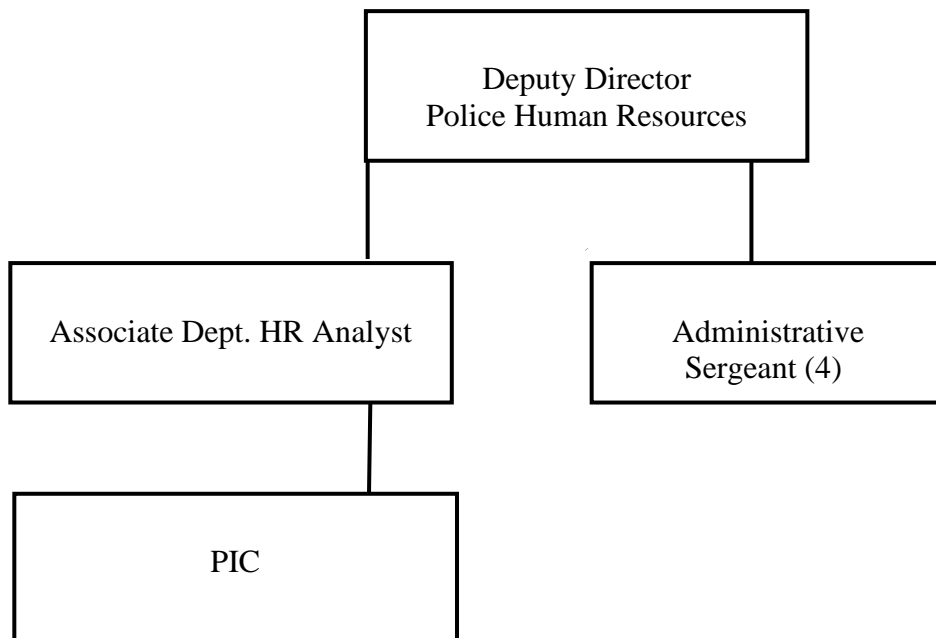 Deputy Director
Police Human Resources
Associate Dept. HR Analyst
Administrative
Sergeant (4)
PIC